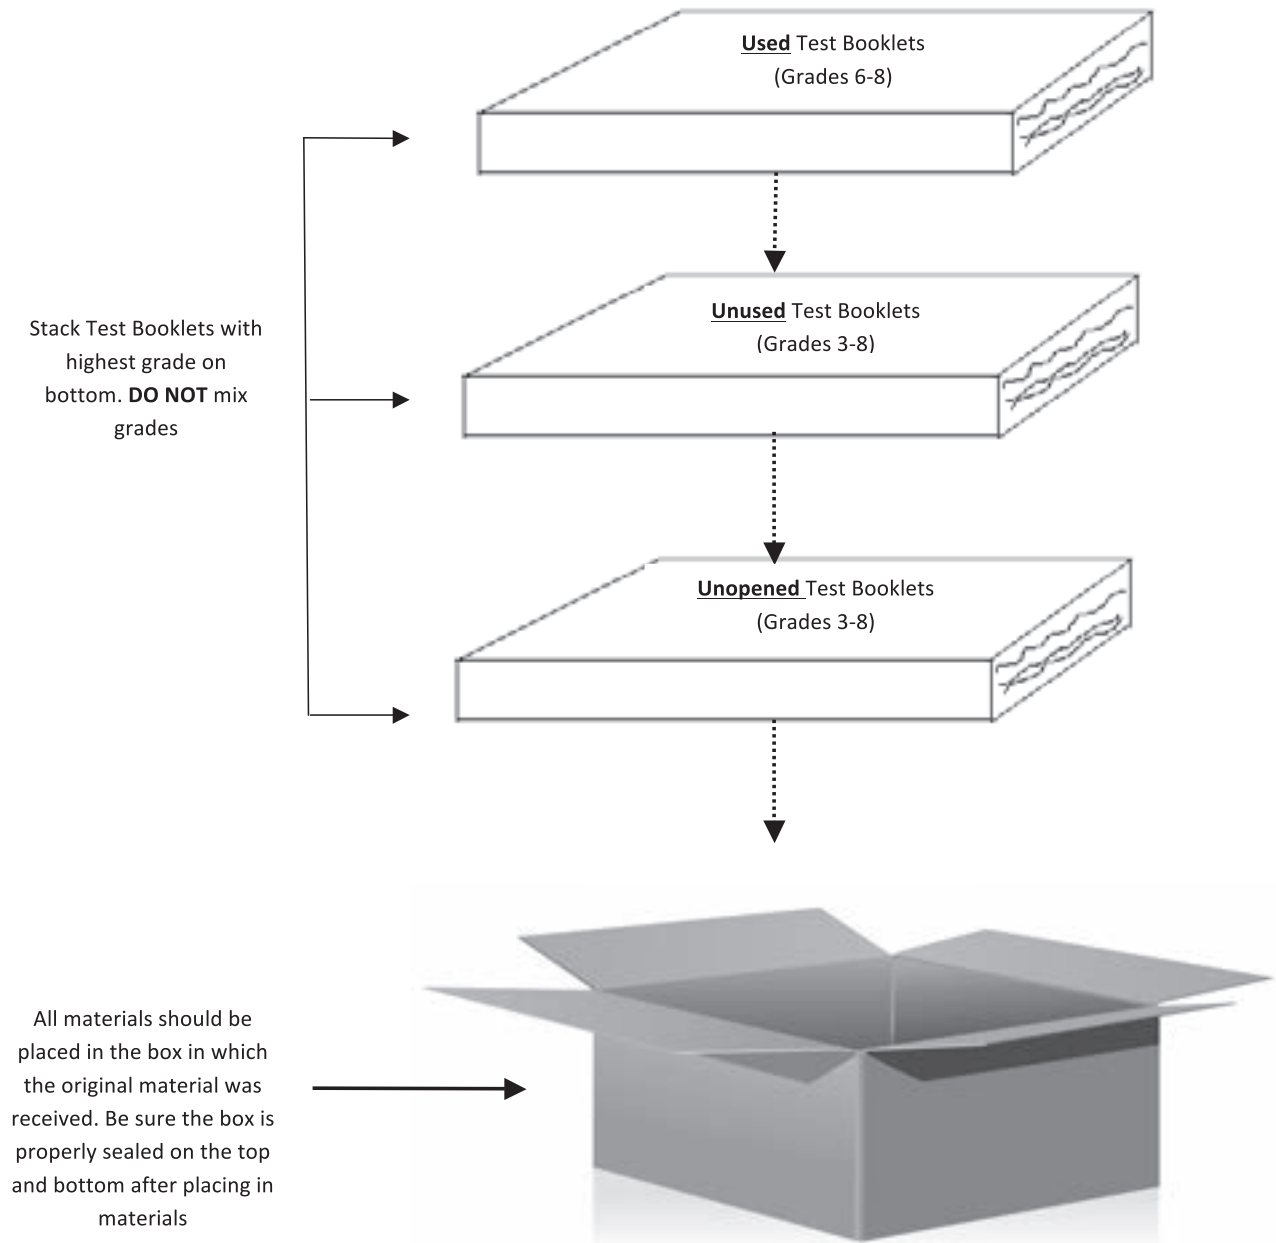 Used Test Booklets
(Grades 6-8)
Stack Test Booklets with
highest grade on
bottom. DO NOT mix
grades
Unused Test Booklets
(Grades 3-8)
Unopened Test Booklets
(Grades 3-8)
All materials should be
placed in the box in which
the original material was
received. Be sure the box is
properly sealed on the top
and bottom after placing in
materials